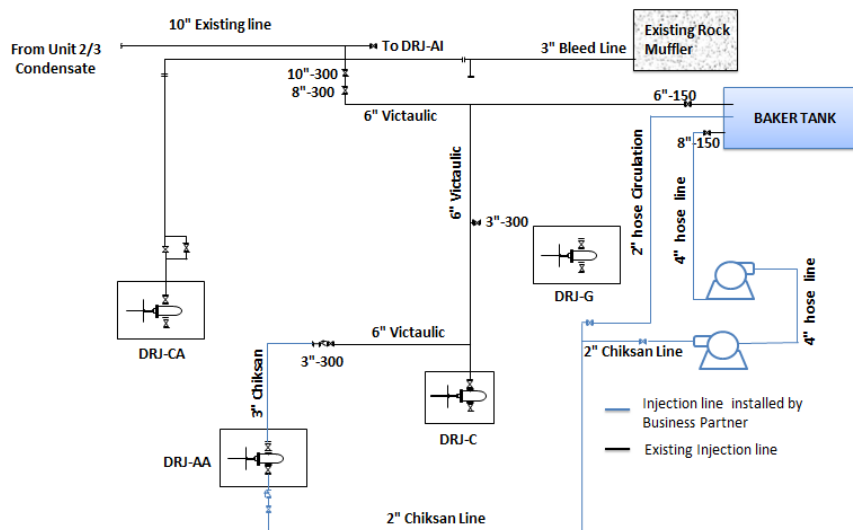 10" Existing line
From Unit 2/3
Condensate
To DRJ-AI
3" Bleed Line
Existing Rock
Muffler
10"-300
8"-300
6" Victaulic
6"-150
BAKER TANK
8"-150
6" Victaulic
3"-300
2" hose Circulation
4" hose line
DRJ-G
4" hose line
DRJ-CA
6" Victaulic
3"-300
3" Chiksan
2" Chiksan Line
DRJ-C
Injection line installed by
Business Partner
Existing Injection line
DRJ-AA
2" Chiksan Line